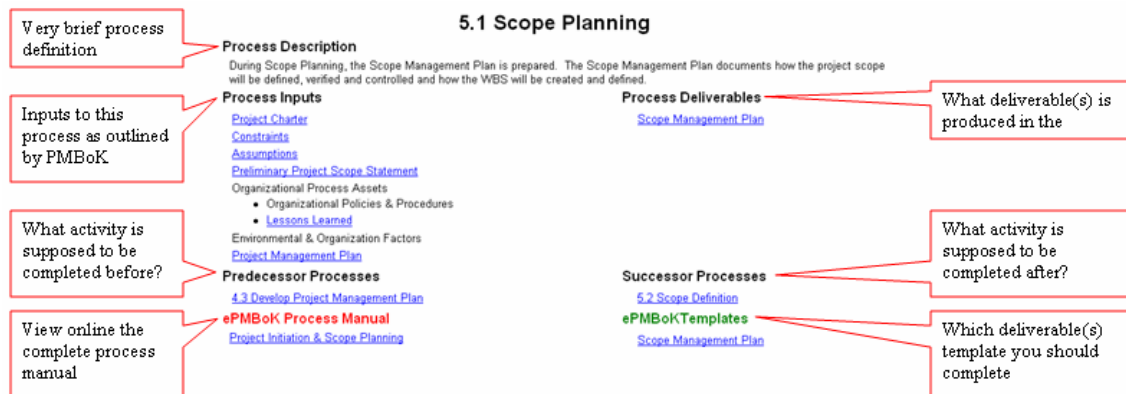 5.1 Scope Planning
Very brief process
definition
Process Description
During Scope Planning, the Scope Management Plan is prepared. The Scope Management Plan documents how the project scope
will be defined, verified and controlled and how the WBS will be created and defined.
Inputs to this
process as outlined
by PMBoK
Process Inputs
Project Charter
Constraints
Assumptions
Preliminary Project Scope Statement
Organizational Process Assets
• Organizational Policies & Procedures
• Lessons Learned
Environmental & Organization Factors
Project Management Plan
Process Deliverables
Scope Management Plan
What deliverable(s) is
produced in the
What activity is
supposed to be
completed before?
Predecessor Processes
4.3 Develop Project Management Plan
Successor Processes
5.2 Scope Definition
What activity is
supposed to be
completed after?
View online the
complete process
manual
ePMBoK Process Manual
Project Initiation & Scope Planning
ePMBoKTemplates
Scope Management Plan
Which deliverable(s)
template you should
complete